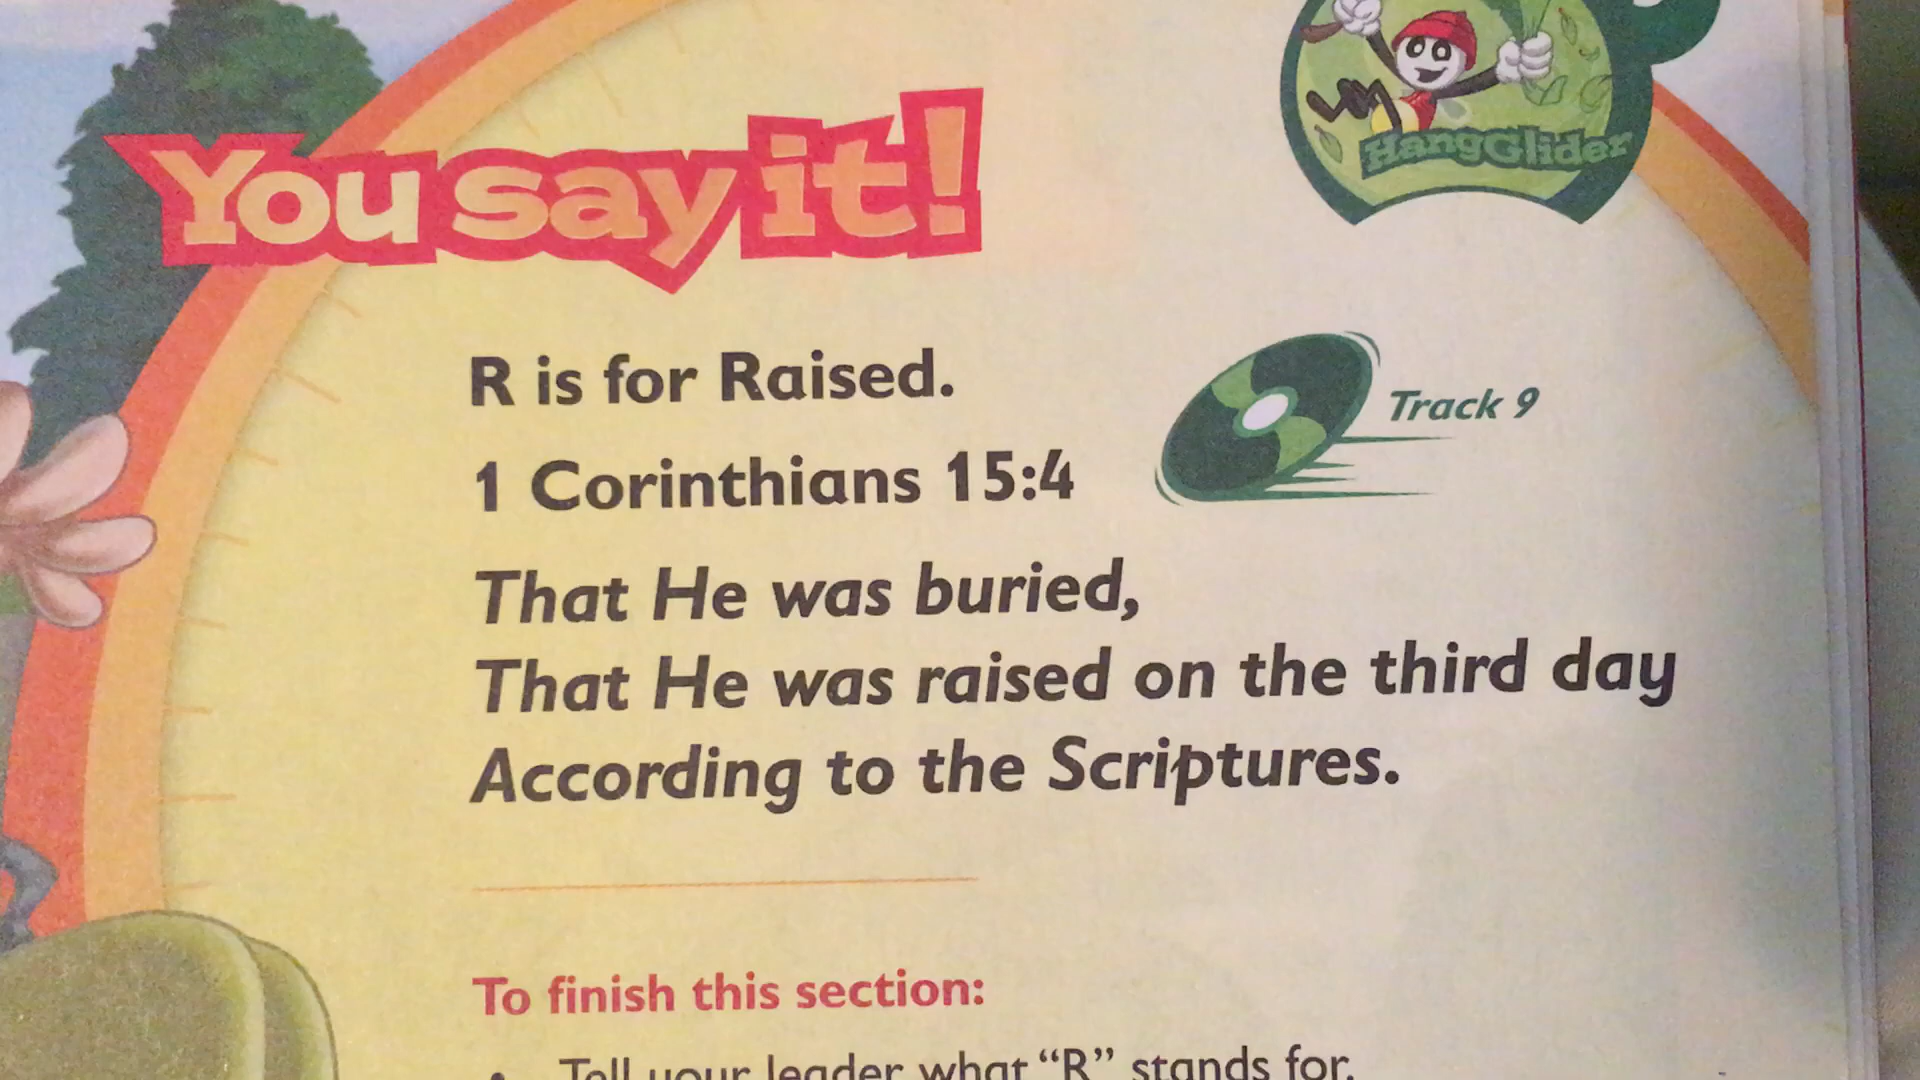 You say it!
HangGlider
R is for Raised.
Track 9
1 Corinthians 15:4
That He was buried,
That He was raised on the third day
According to the Scriptures.
To finish this section:
• Tell your leader what “R” stands for.